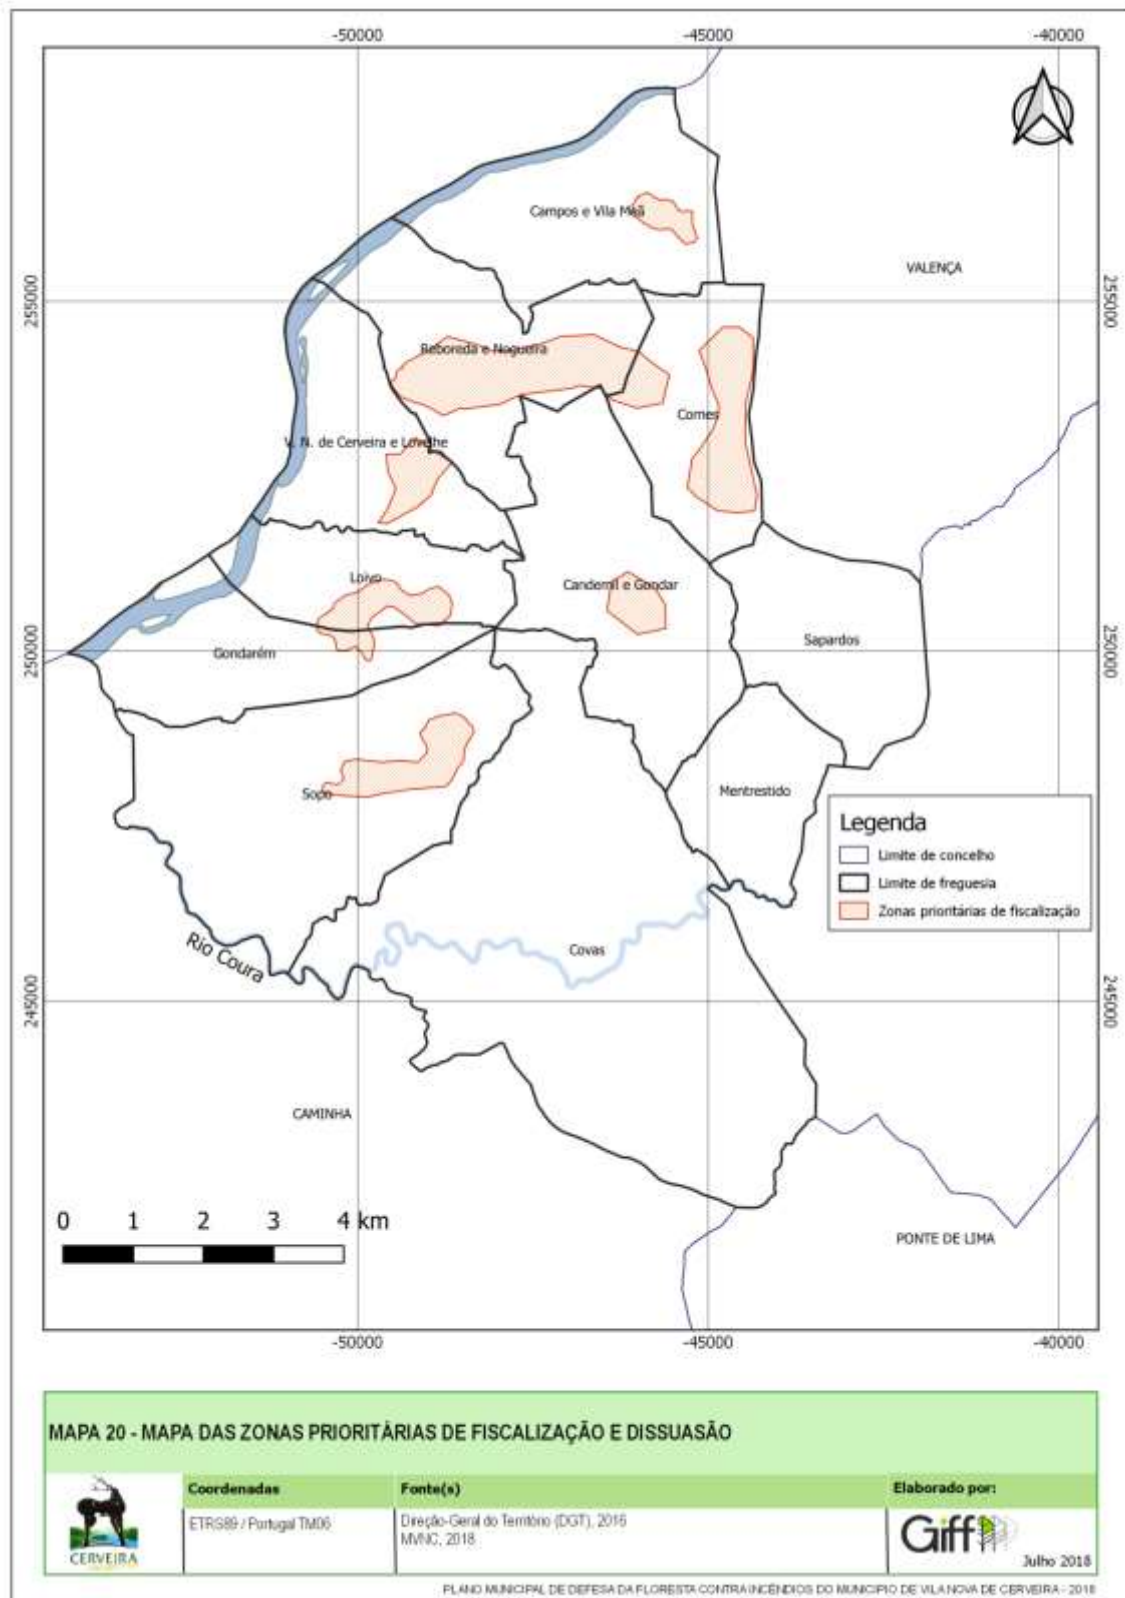 -50000
-45000
-40000
Campos e Vila Meã
VALENÇA
255000
255000
Reboreda e Nogueira
Cornes
V. N. de Cerveira e Lovelhe
Loivo
Candemil e Gondar
Sapardos
Gondarém
250000
250000
Sopo
Mentrestido
Legenda
Limite de concelho
Limite de freguesia
Zonas prioritárias de fiscalização
Rio Coura
Covas
245000
245000
CAMINHA
0 1 2 3 4 km
PONTE DE LIMA
-50000
-45000
-40000
MAPA 20 - MAPA DAS ZONAS PRIORITÁRIAS DE FISCALIZAÇÃO E DISSUASÃO
CERVEIRA
Coordenadas
ETRS89 / Portugal TM06
Fonte(s)
Direção-Geral do Território (DGT), 2016
MVNC, 2018
Elaborado por:
Giff
Julho 2018
PLANO MUNICIPAL DE DEFESA DA FLORESTA CONTRA INCÊNDIOS DO MUNICIPIO DE VILA NOVA DE CERVEIRA - 2018